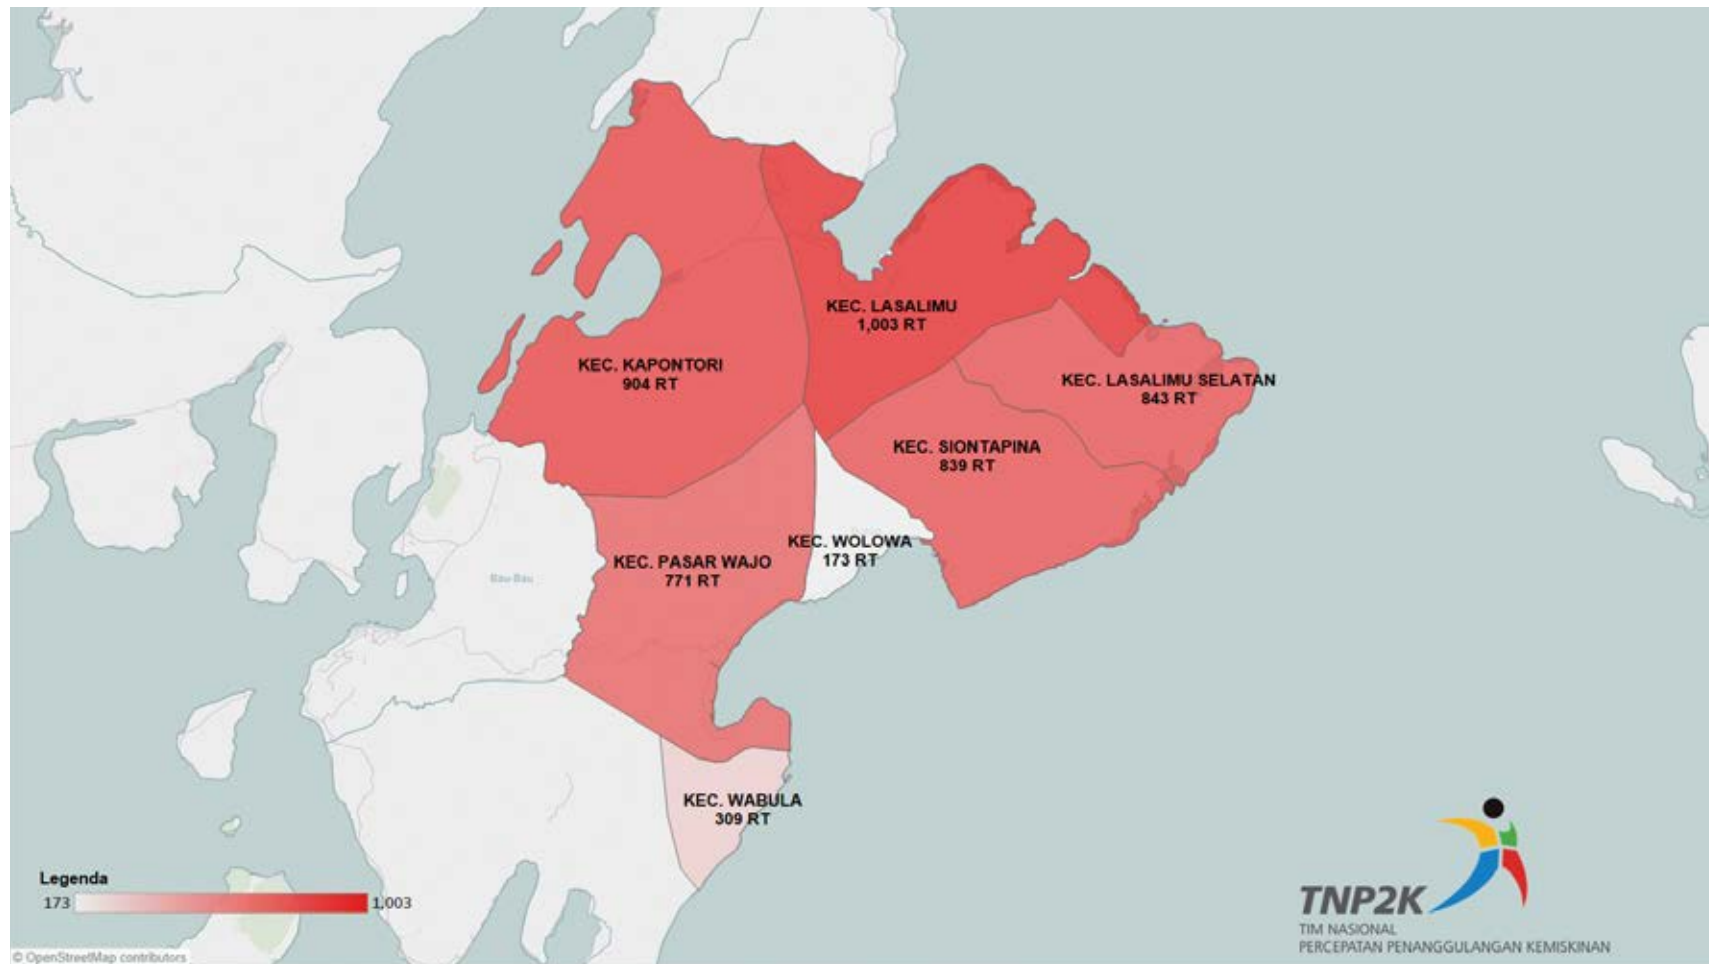 KEC. LASALIMU
1,003 RT
KEC. KAPONTORI
904 RT
KEC. LASALIMU SELATAN
843 RT
KEC. SIONTAPINA
839 RT
KEC. WOLOWA
173 RT
KEC. PASAR WAJO
771 RT
Bau-Bau
KEC. WABULA
309 RT
Legenda
173
1,003
TNP2K
TIM NASIONAL
PERCEPATAN PENANGGULANGAN KEMISKINAN
© OpenStreetMap contributors